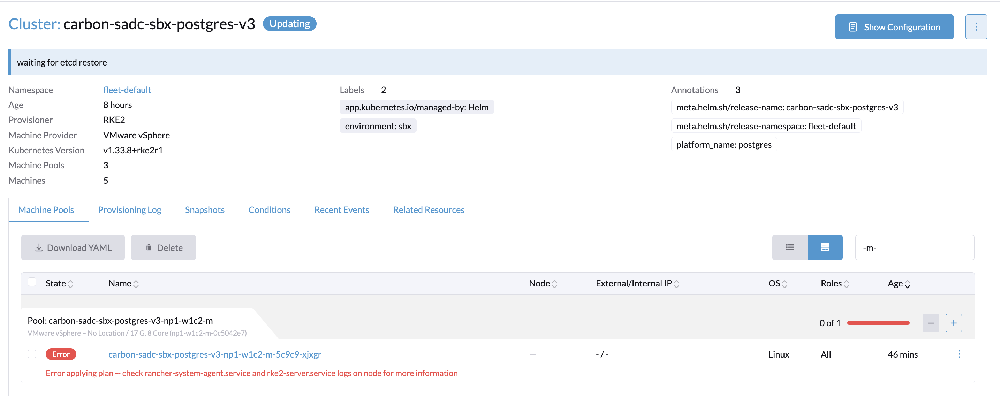 Cluster: carbon-sadc-sbx-postgres-v3 Updating
Show Configuration
waiting for etcd restore
Namespace fleet-default
Age 8 hours
Provisioner RKE2
Machine Provider VMware vSphere
Kubernetes Version v1.33.8+rke2r1
Machine Pools 3
Machines 5
Labels 2
app.kubernetes.io/managed-by: Helm
environment: sbx
Annotations 3
meta.helm.sh/release-name: carbon-sadc-sbx-postgres-v3
meta.helm.sh/release-namespace: fleet-default
platform_name: postgres
Machine Pools Provisioning Log Snapshots Conditions Recent Events Related Resources
Download YAML Delete -m-
State Name Node External/Internal IP OS Roles Age
Pool: carbon-sadc-sbx-postgres-v3-np1-w1c2-m
VMware vSphere – No Location / 17 G, 8 Core (np1-w1c2-m-0c5042e7)
0 of 1
Error carbon-sadc-sbx-postgres-v3-np1-w1c2-m-5c9c9-xjxgr — - / - Linux All 46 mins
Error applying plan -- check rancher-system-agent.service and rke2-server.service logs on node for more information